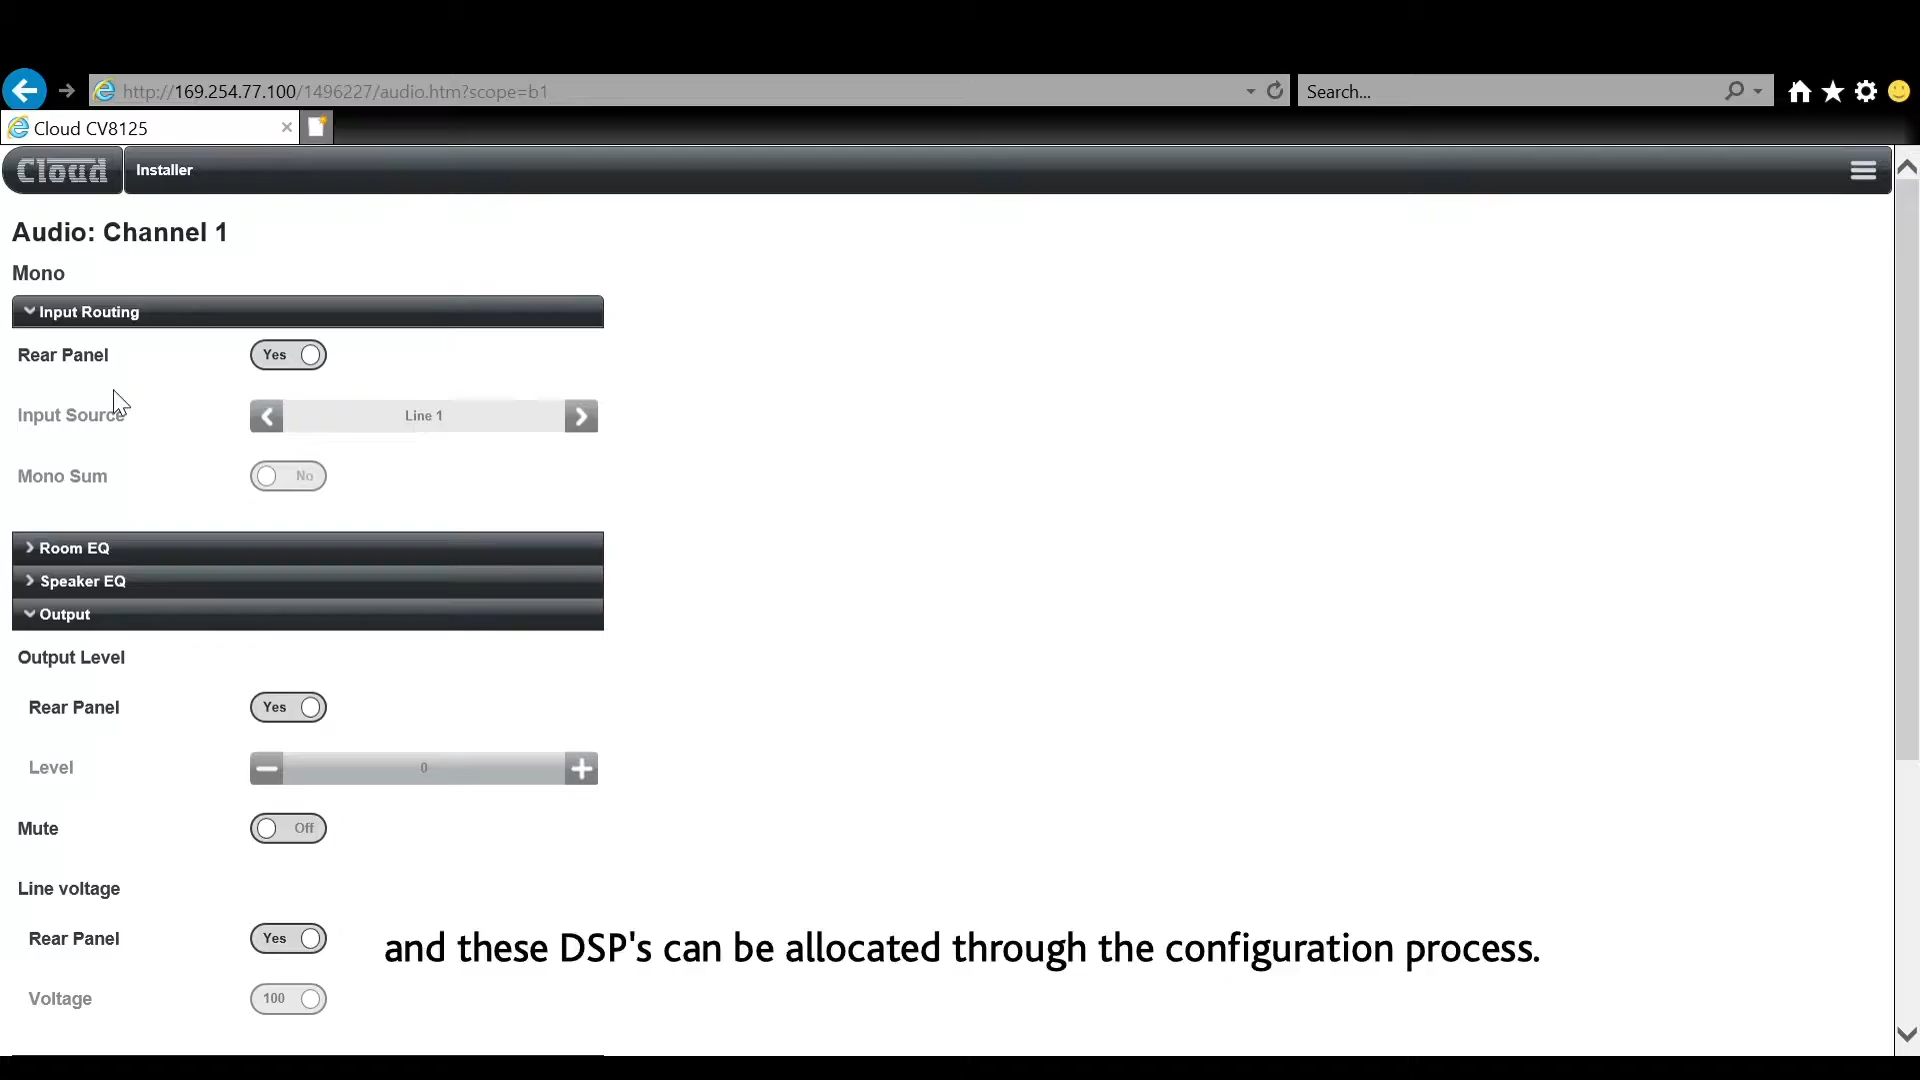 http://169.254.77.100/1496227/audio.htm?scope=b1
Search...
Cloud CV8125
Cloud
Installer
Audio: Channel 1
Mono
Input Routing
Rear Panel
Yes
Input Source
Line 1
Mono Sum
No
Room EQ
Speaker EQ
Output
Output Level
Rear Panel
Yes
Level
0
Mute
Off
Line voltage
Rear Panel
Yes
and these DSP's can be allocated through the configuration process.
Voltage
100